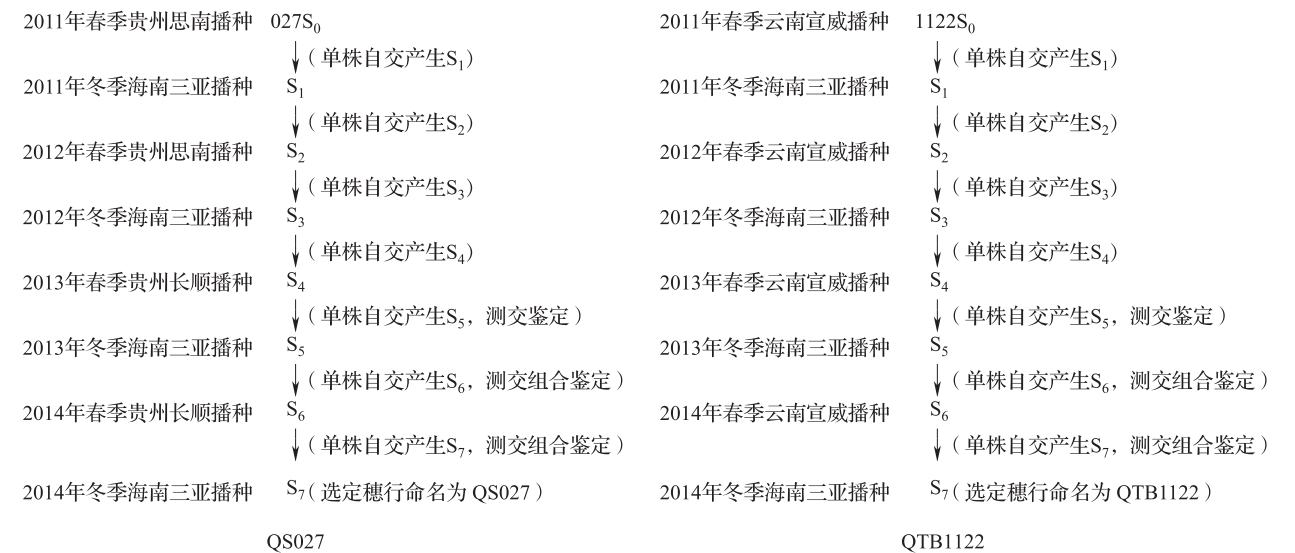 2011年春季贵州思南播种 027S₀
(单株自交产生S₁)
2011年冬季海南三亚播种 S₁
(单株自交产生S₂)
2012年春季贵州思南播种 S₂
(单株自交产生S₃)
2012年冬季海南三亚播种 S₃
(单株自交产生S₄)
2013年春季贵州长顺播种 S₄
(单株自交产生S₅, 测交鉴定)
2013年冬季海南三亚播种 S₅
(单株自交产生S₆, 测交组合鉴定)
2014年春季贵州长顺播种 S₆
(单株自交产生S₇, 测交组合鉴定)
2014年冬季海南三亚播种 S₇(选定穗行命名为 QS027)
QS027
2011年春季云南宣威播种 1122S₀
(单株自交产生S₁)
2011年冬季海南三亚播种 S₁
(单株自交产生S₂)
2012年春季云南宣威播种 S₂
(单株自交产生S₃)
2012年冬季海南三亚播种 S₃
(单株自交产生S₄)
2013年春季云南宣威播种 S₄
(单株自交产生S₅, 测交鉴定)
2013年冬季海南三亚播种 S₅
(单株自交产生S₆, 测交组合鉴定)
2014年春季云南宣威播种 S₆
(单株自交产生S₇, 测交组合鉴定)
2014年冬季海南三亚播种 S₇(选定穗行命名为 QTB1122)
QTB1122